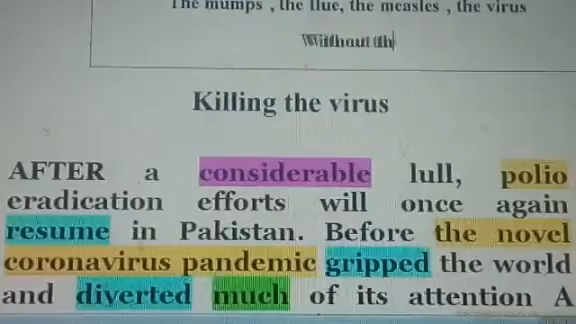 The mumps , the flue, the measles , the virus
Killing the virus
AFTER a considerable lull, polio
eradication efforts will once again
resume in Pakistan. Before the novel
coronavirus pandemic gripped the world
and diverted much of its attention A